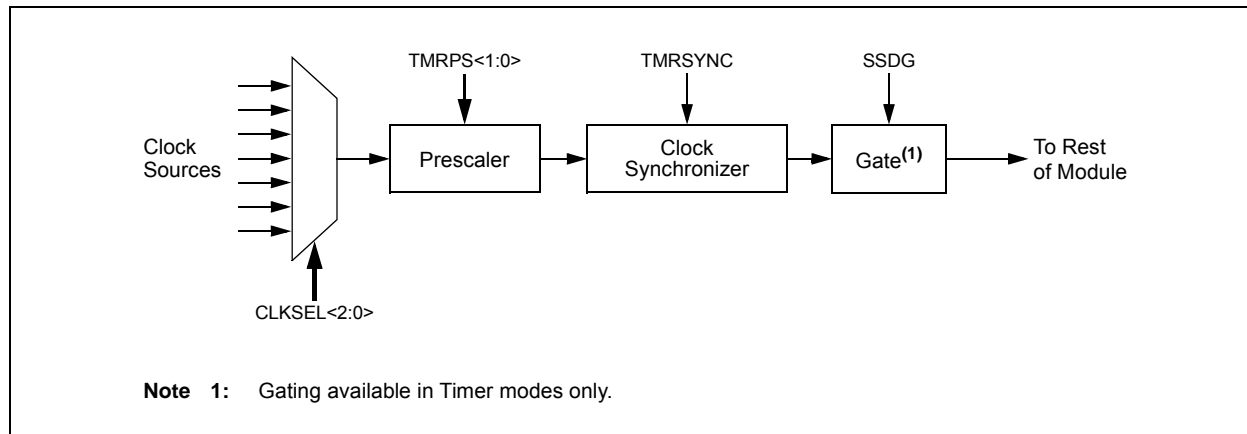 TMRPS<1:0>
TMRSYNC
SSDG
Clock
Sources
Prescaler
Clock
Synchronizer
Gate(1)
To Rest
of Module
CLKSEL<2:0>
Note 1: Gating available in Timer modes only.